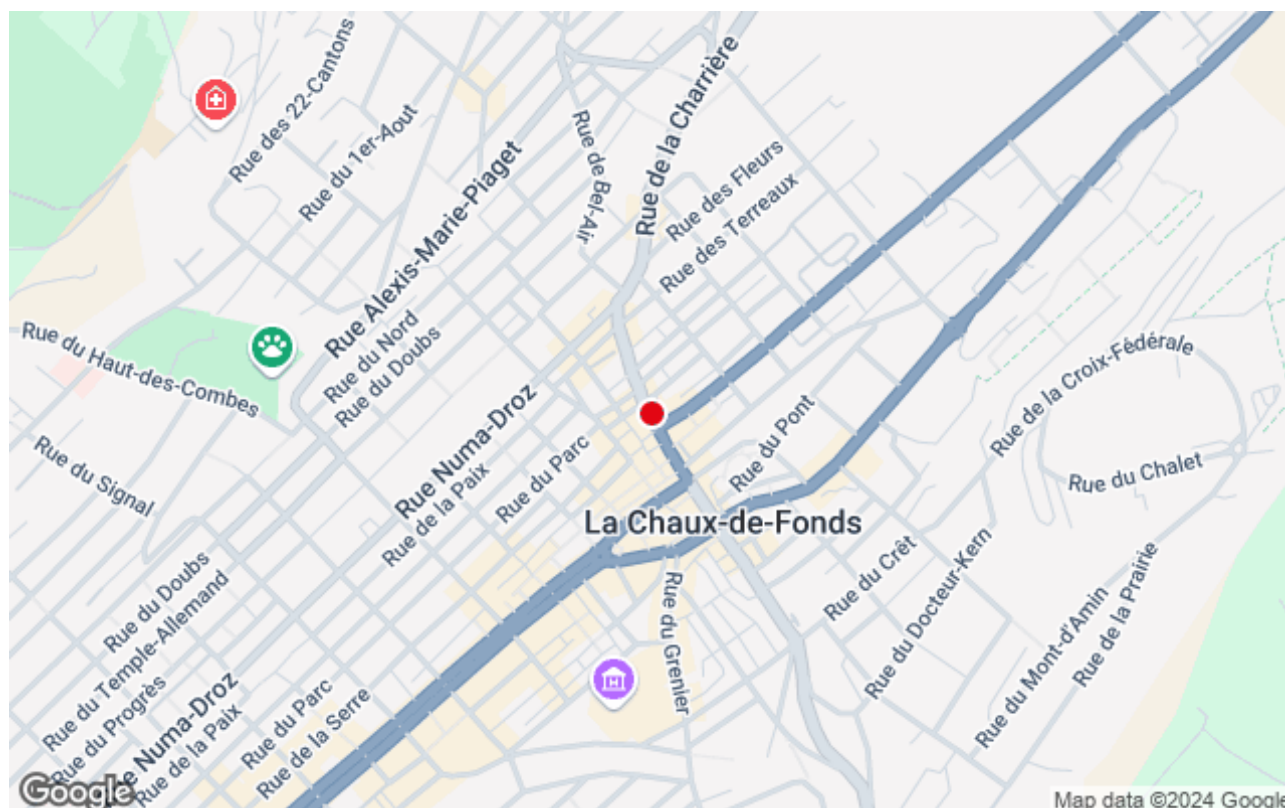 Rue des 22-Cantons
Rue du 1er-Août
Rue Alexis-Marie-Piaget
Rue de Bel-Air
Rue de la Charrière
Rue des Fleurs
Rue des Terreaux
Rue du Haut-des-Combes
Rue du Nord
Rue du Doubs
Rue de la Croix-Fédérale
Rue du Signal
Rue Numa-Droz
Rue de la Paix
Rue du Parc
Rue du Pont
Rue du Chalet
La Chaux-de-Fonds
Rue du Doubs
Rue du Temple-Allemand
Rue du Progrès
Rue Numa-Droz
Rue de la Paix
Rue du Parc
Rue de la Serre
Rue du Grenier
Rue du Crêt
Rue du Docteur-Kern
Rue du Mont-d'Amin
Rue de la Prairie
H
Google
Map data ©2024 Google